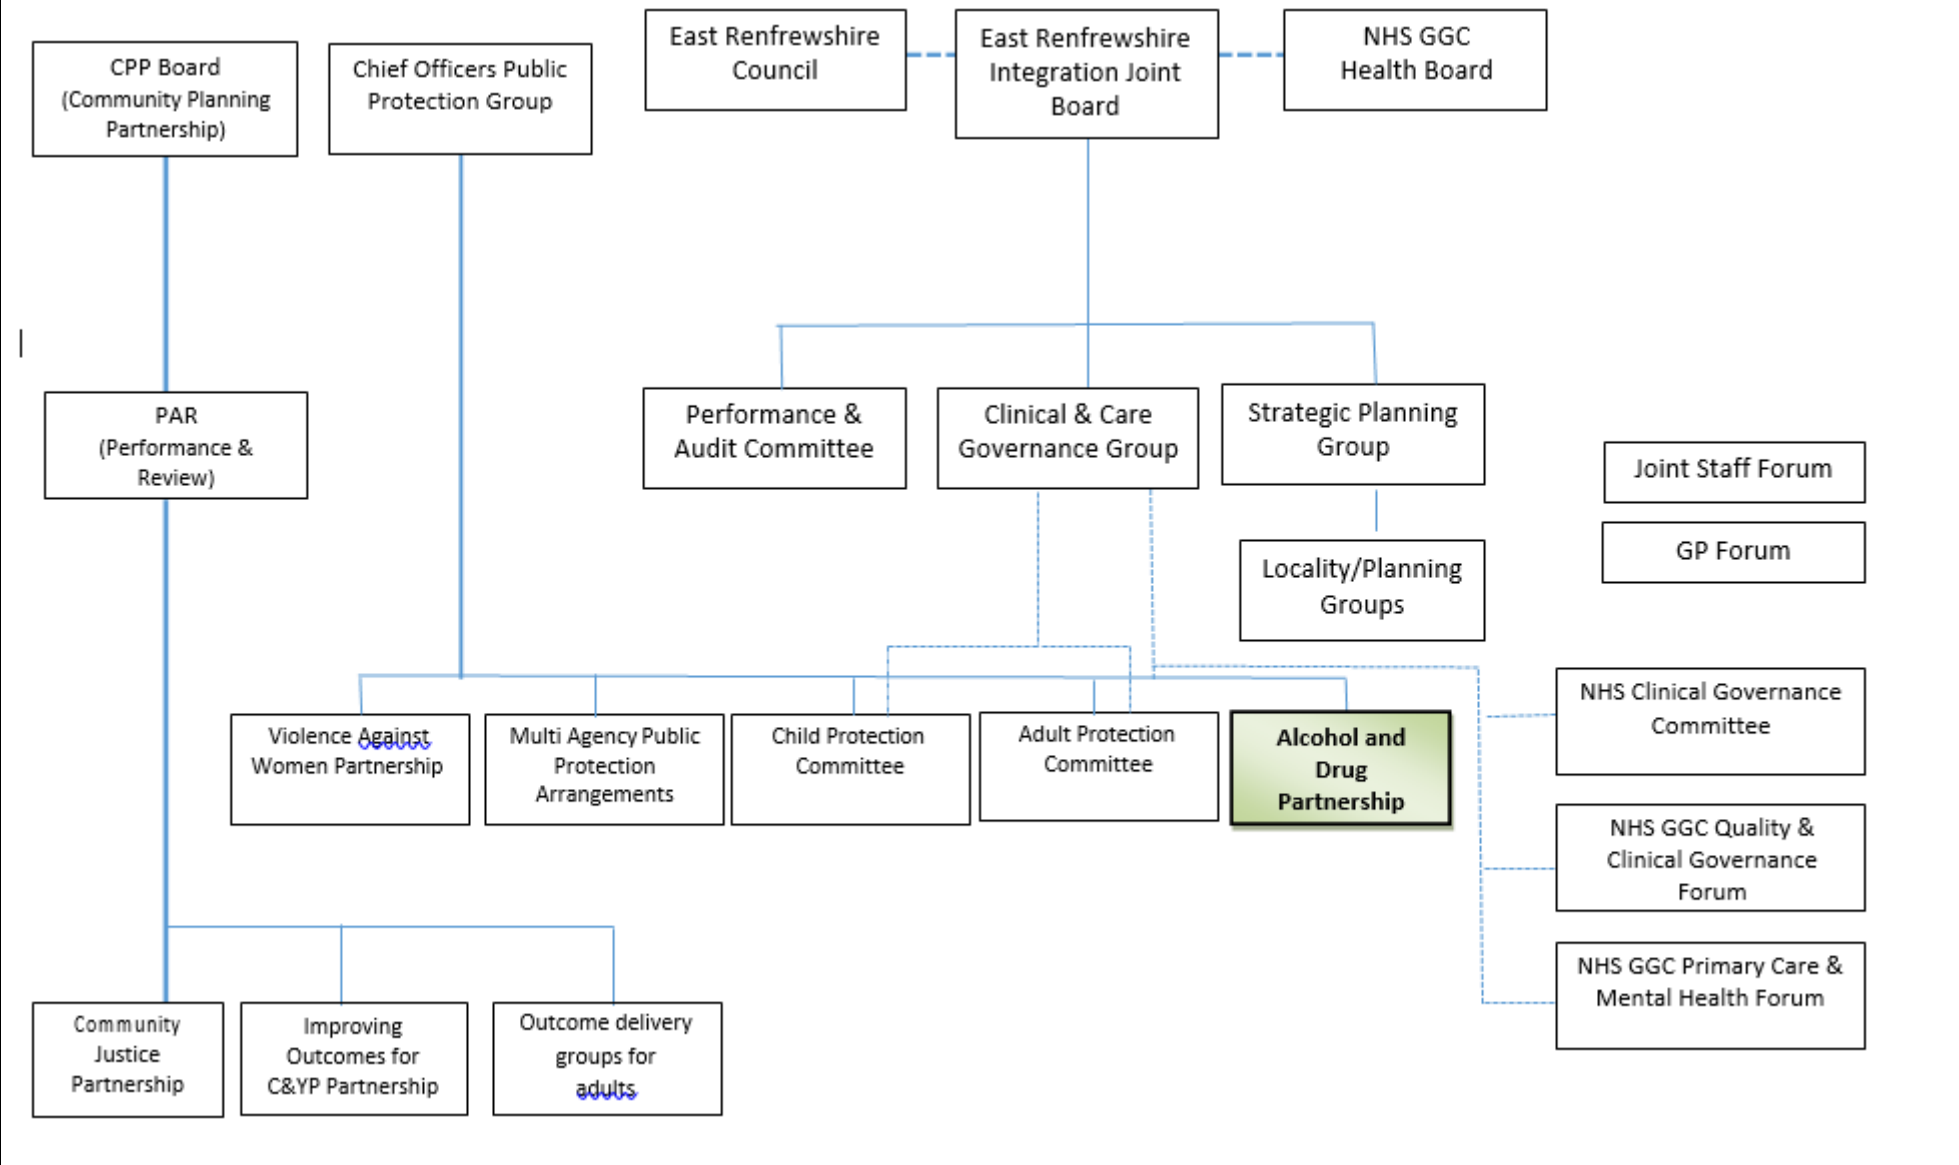 CPP Board
(Community Planning
Partnership)
Chief Officers Public
Protection Group
East Renfrewshire
Council
East Renfrewshire
Integration Joint
Board
NHS GGC
Health Board
PAR
(Performance &
Review)
Performance &
Audit Committee
Clinical & Care
Governance Group
Strategic Planning
Group
Joint Staff Forum
GP Forum
Locality/Planning
Groups
Violence Against
Women Partnership
Multi Agency Public
Protection
Arrangements
Child Protection
Committee
Adult Protection
Committee
Alcohol and
Drug
Partnership
NHS Clinical Governance
Committee
NHS GGC Quality &
Clinical Governance
Forum
NHS GGC Primary Care &
Mental Health Forum
Community
Justice
Partnership
Improving
Outcomes for
C&YP Partnership
Outcome delivery
groups for
adults